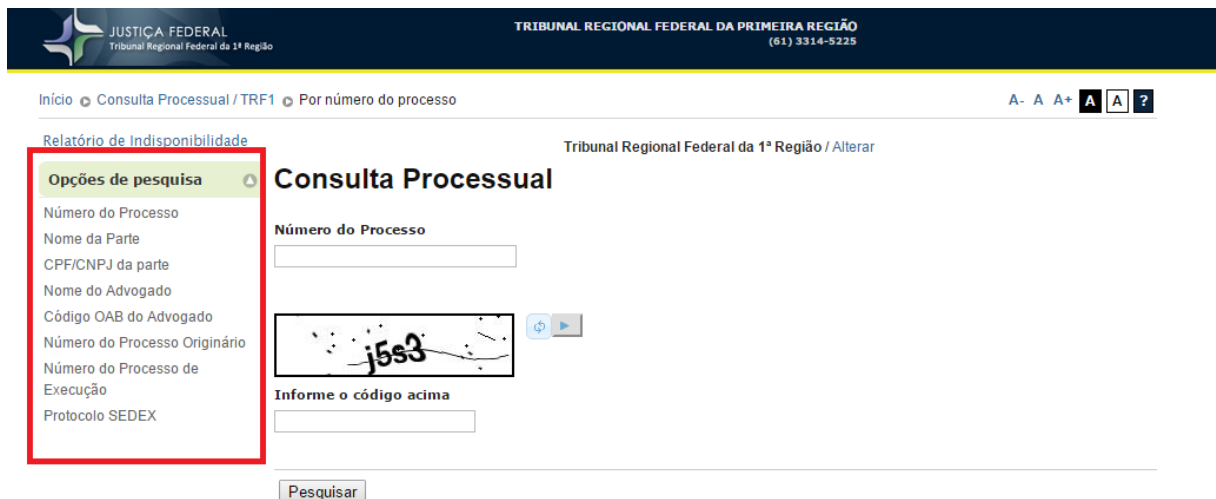 JUSTIÇA FEDERAL
Tribunal Regional Federal da 1ª Região
TRIBUNAL REGIONAL FEDERAL DA PRIMEIRA REGIÃO
(61) 3314-5225
Início Consulta Processual / TRF1 Por número do processo
A- A A+ A A ?
Relatório de Indisponibilidade
Tribunal Regional Federal da 1ª Região / Alterar
Opções de pesquisa
Número do Processo
Nome da Parte
CPF/CNPJ da parte
Nome do Advogado
Código OAB do Advogado
Número do Processo Originário
Número do Processo de
Execução
Protocolo SEDEX
Consulta Processual
Número do Processo
j5s3
Informe o código acima
Pesquisar